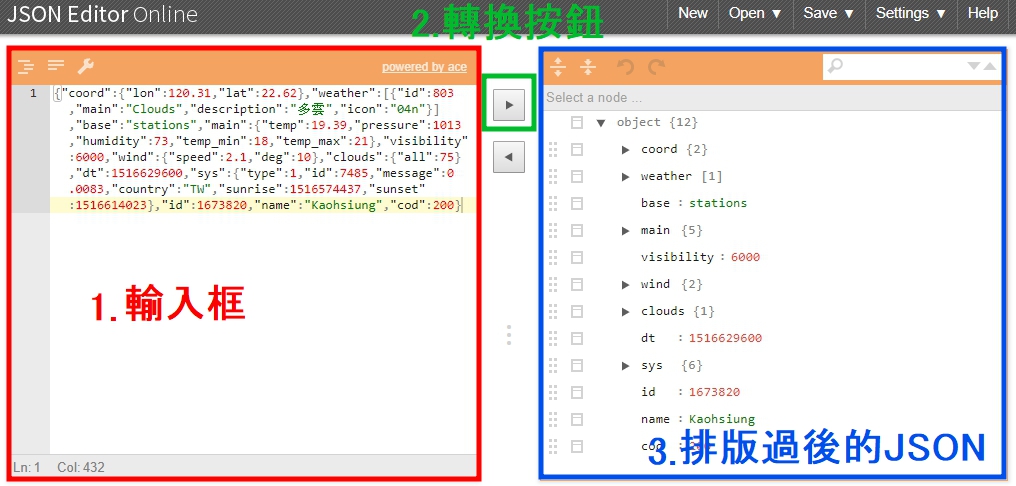 JSON Editor Online
New Open ▼ Save ▼ Settings ▼ Help
2.轉換按鈕
powered by ace
1 {"coord":{"lon":120.31,"lat":22.62},"weather":[{"id":803
,"main":"Clouds","description":"多雲","icon":"04n"}]
,"base":"stations","main":{"temp":19.39,"pressure":1013
,"humidity":73,"temp_min":18,"temp_max":21},"visibility"
:6000,"wind":{"speed":2.1,"deg":10},"clouds":{"all":75}
,"dt":1516629600,"sys":{"type":1,"id":7485,"message":0
.0083,"country":"TW","sunrise":1516574437,"sunset"
:1516614023},"id":1673820,"name":"Kaohsiung","cod":200}
1.輸入框
Ln: 1 Col: 432
Select a node ...
▼ object {12}
▶ coord {2}
▶ weather [1]
base : stations
▶ main {5}
visibility : 6000
▶ wind {2}
▶ clouds {1}
dt : 1516629600
▶ sys {6}
id : 1673820
name : Kaohsiung
3.排版過後的JSON